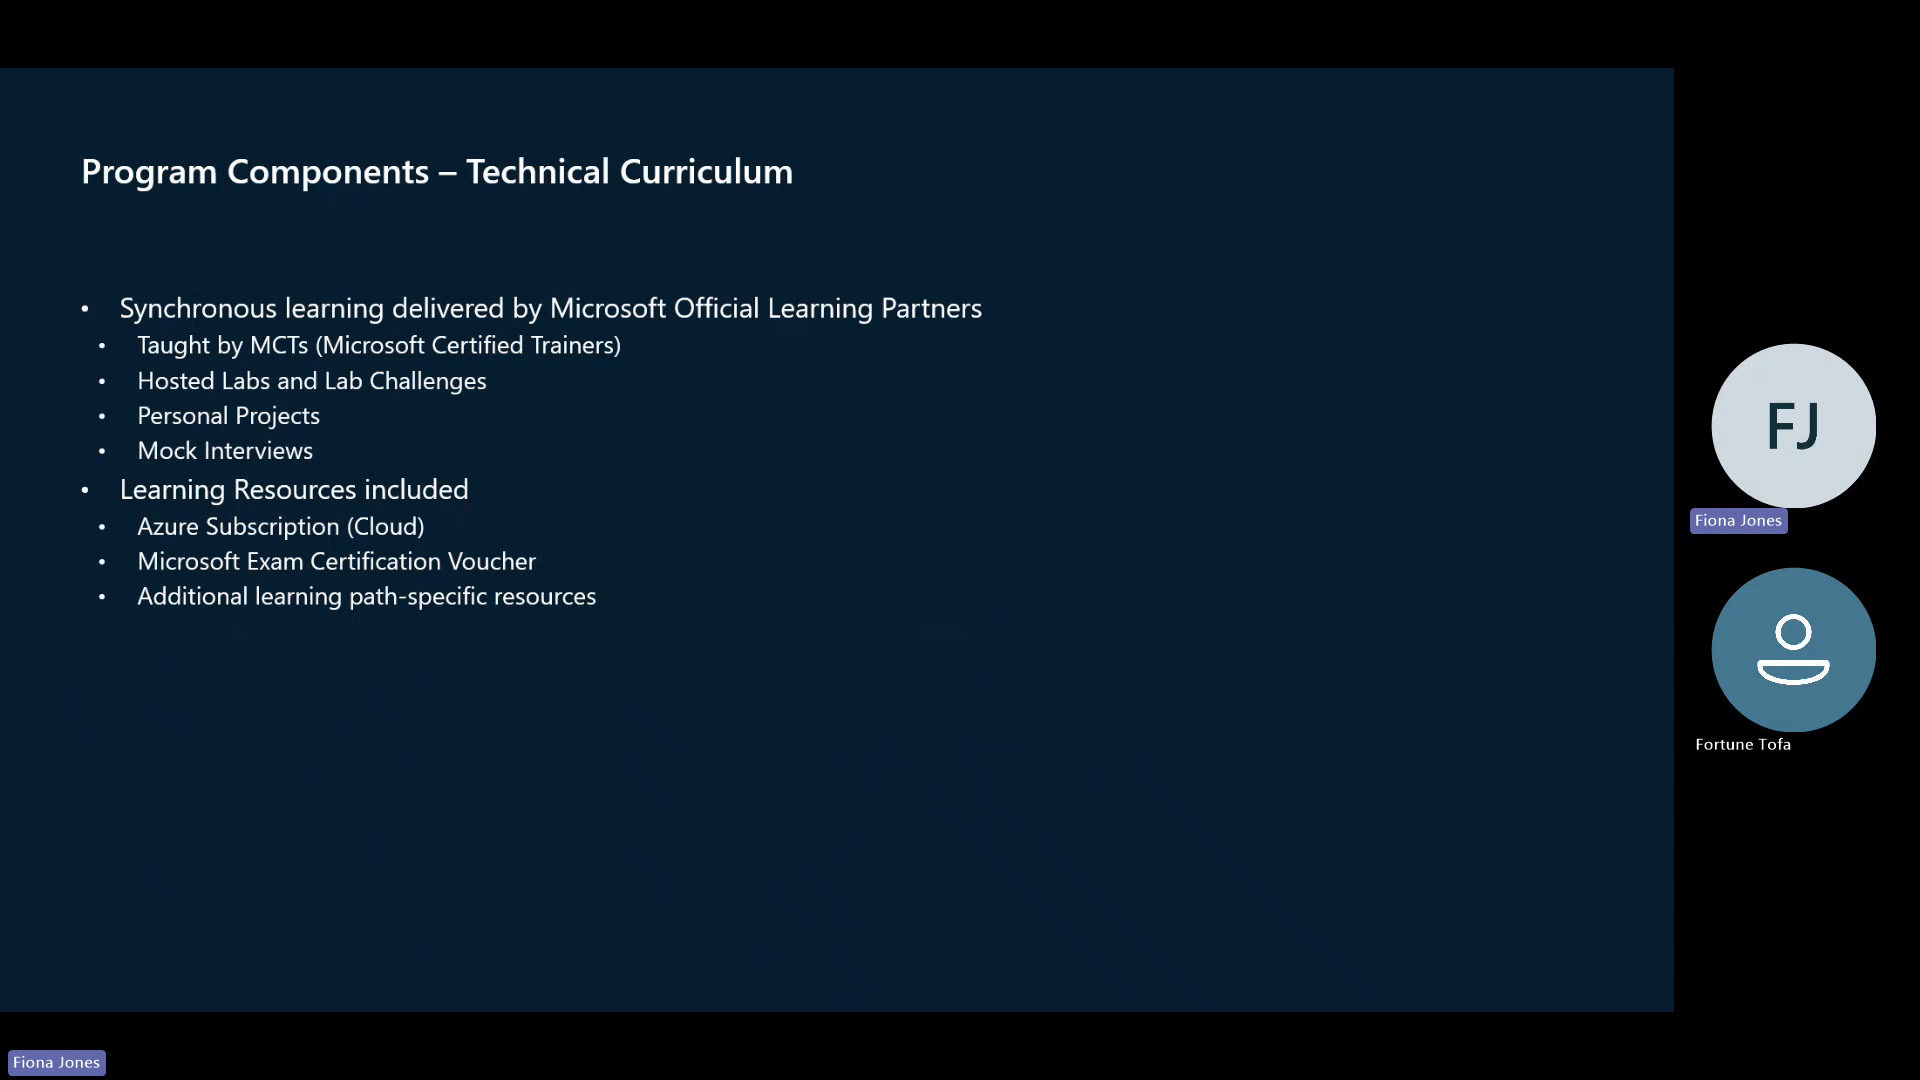 Program Components – Technical Curriculum
• Synchronous learning delivered by Microsoft Official Learning Partners
• Taught by MCTs (Microsoft Certified Trainers)
• Hosted Labs and Lab Challenges
• Personal Projects
• Mock Interviews
• Learning Resources included
• Azure Subscription (Cloud)
• Microsoft Exam Certification Voucher
• Additional learning path-specific resources
FJ
Fiona Jones
Fortune Tofa
Fiona Jones